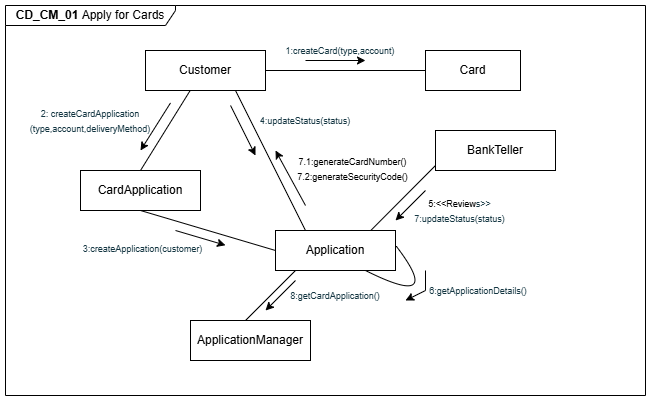 CD_CM_01 Apply for Cards
1:createCard(type,account)
Customer
Card
2: createCardApplication
(type,account,deliveryMethod)
4:updateStatus(status)
BankTeller
7.1:generateCardNumber()
7.2:generateSecurityCode()
CardApplication
5:<<Reviews>>
7:updateStatus(status)
3:createApplication(customer)
Application
8:getCardApplication()
6:getApplicationDetails()
ApplicationManager